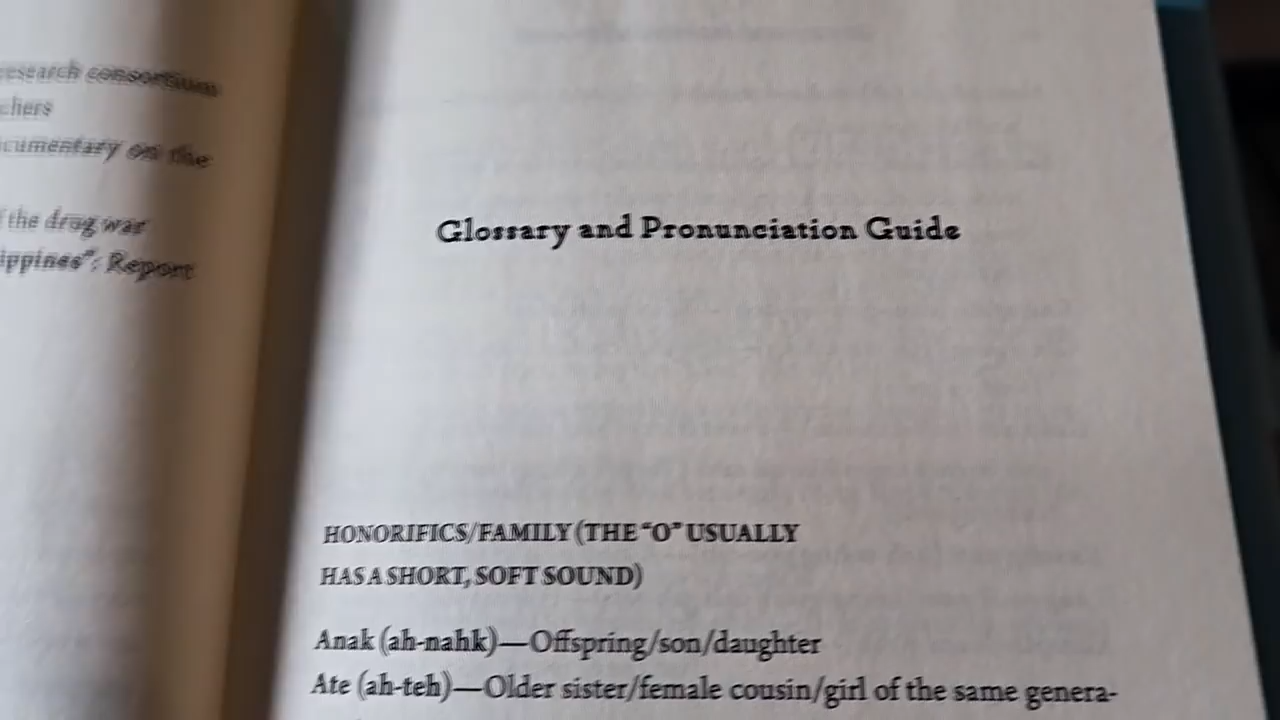 research consortium
chers
cumentary on the
the drug war
ippines": Report
Glossary and Pronunciation Guide
HONORIFICS/FAMILY (THE “O” USUALLY
HAS A SHORT, SOFT SOUND)
Anak (ah-nahk)—Offspring/son/daughter
Ate (ah-teh)—Older sister/female cousin/girl of the same genera-